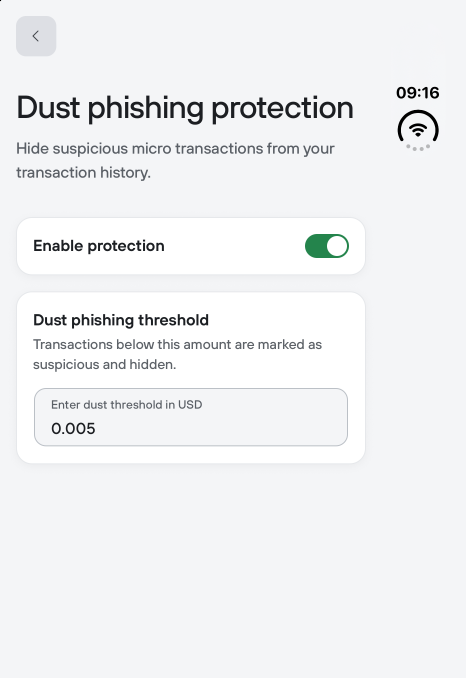 Dust phishing protection
09:16
Hide suspicious micro transactions from your
transaction history.
Enable protection
Dust phishing threshold
Transactions below this amount are marked as
suspicious and hidden.
Enter dust threshold in USD
0.005